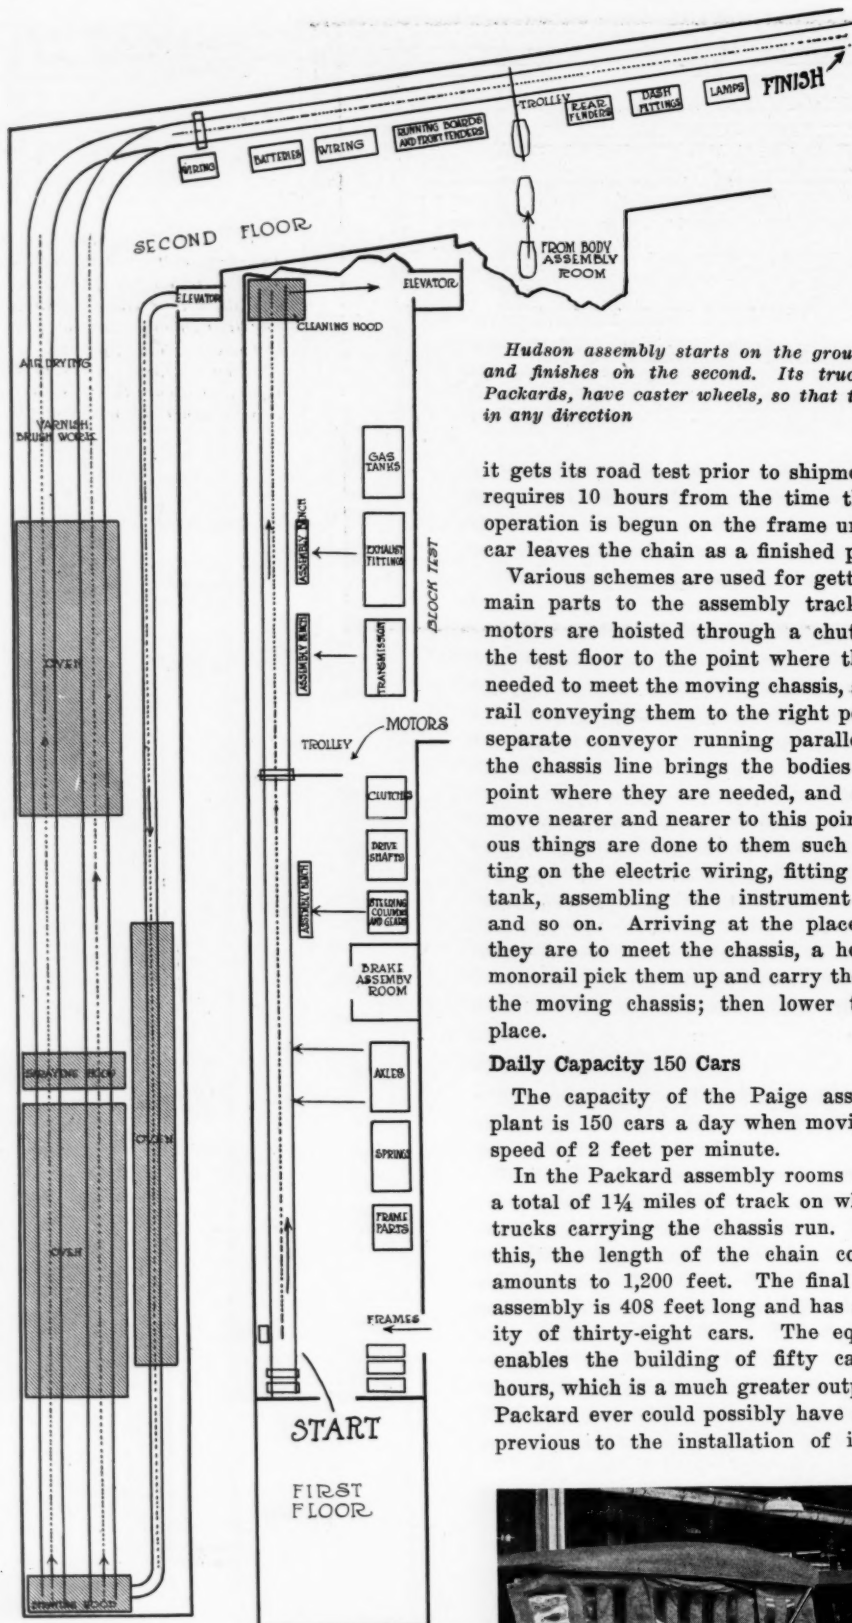 FINISH
LAMPS
DASH
FITTINGS
REAR
FENDERS
TROLLEY
RUNNING BOARDS
AND FRONT FENDERS
WIRING
BATTERIES
WIRING
SECOND FLOOR
FROM BODY
ASSEMBLY
ROOM
ELEVATOR
ELEVATOR
CLEANING HOOD
AIR DRYING
VARNISH
BRUSH WORK
GAS
TANKS
ASSEMBLY BENCH
EXHAUST
FITTINGS
BLOCK TEST
ASSEMBLY BENCH
TRANSMISSION
OVEN
MOTORS
TROLLEY
CLUTCHS
DRIVE
SHAFTS
ASSEMBLY BENCH
STEERING
COLUMNS
AND GEARS
BRAKE
ASSEMBY
ROOM
AXLES
SPRAYING HOOD
OVEN
SPRINGS
FRAME
PARTS
OVEN
FRAMES
START
FIRST
FLOOR
HOOD
Hudson assembly starts on the grou
and finishes on the second. Its truc
Packards, have caster wheels, so that t
in any direction
it gets its road test prior to shipme
requires 10 hours from the time th
operation is begun on the frame un
car leaves the chain as a finished p
Various schemes are used for gett
main parts to the assembly track
motors are hoisted through a chut
the test floor to the point where th
needed to meet the moving chassis,
rail conveying them to the right po
separate conveyor running paralle
the chassis line brings the bodies
point where they are needed, and
move nearer and nearer to this poin
ous things are done to them such
ting on the electric wiring, fitting
tank, assembling the instrument
and so on. Arriving at the place
they are to meet the chassis, a he
monorail pick them up and carry th
the moving chassis; then lower t
place.
Daily Capacity 150 Cars
The capacity of the Paige ass
plant is 150 cars a day when movi
speed of 2 feet per minute.
In the Packard assembly rooms
a total of 1¼ miles of track on wh
trucks carrying the chassis run.
this, the length of the chain co
amounts to 1,200 feet. The final
assembly is 408 feet long and has
ity of thirty-eight cars. The eq
enables the building of fifty ca
hours, which is a much greater outp
Packard ever could possibly have
previous to the installation of i